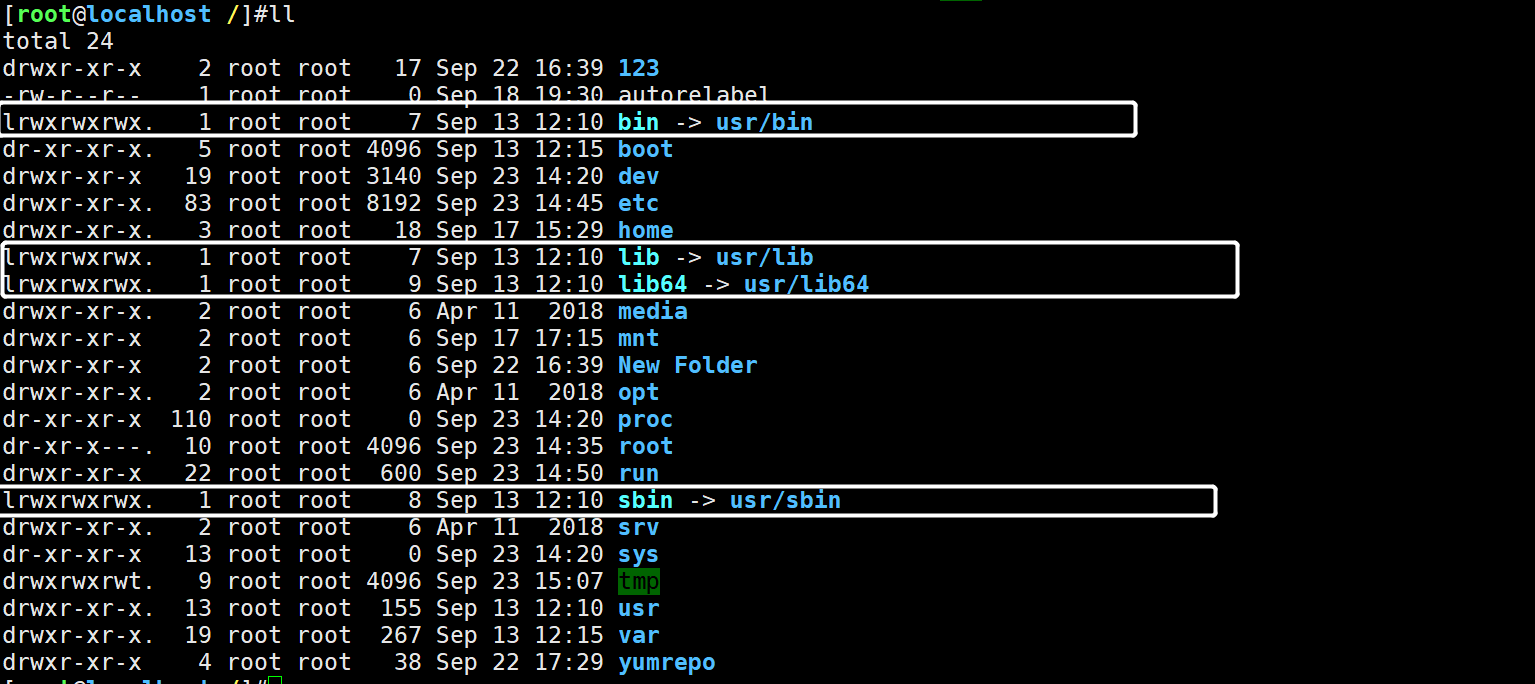 [root@localhost /]#ll
total 24
drwxr-xr-x    2 root root   17 Sep 22 16:39 123
-rw-r--r--    1 root root    0 Sep 18 19:30 autorelabel
lrwxrwxrwx.   1 root root    7 Sep 13 12:10 bin -> usr/bin
dr-xr-xr-x.   5 root root 4096 Sep 13 12:15 boot
drwxr-xr-x   19 root root 3140 Sep 23 14:20 dev
drwxr-xr-x.  83 root root 8192 Sep 23 14:45 etc
drwxr-xr-x.   3 root root   18 Sep 17 15:29 home
lrwxrwxrwx.   1 root root    7 Sep 13 12:10 lib -> usr/lib
lrwxrwxrwx.   1 root root    9 Sep 13 12:10 lib64 -> usr/lib64
drwxr-xr-x.   2 root root    6 Apr 11  2018 media
drwxr-xr-x    2 root root    6 Sep 17 17:15 mnt
drwxr-xr-x    2 root root    6 Sep 22 16:39 New Folder
drwxr-xr-x.   2 root root    6 Apr 11  2018 opt
dr-xr-xr-x  110 root root    0 Sep 23 14:20 proc
dr-xr-x---.  10 root root 4096 Sep 23 14:35 root
drwxr-xr-x   22 root root  600 Sep 23 14:50 run
lrwxrwxrwx.   1 root root    8 Sep 13 12:10 sbin -> usr/sbin
drwxr-xr-x.   2 root root    6 Apr 11  2018 srv
dr-xr-xr-x   13 root root    0 Sep 23 14:20 sys
drwxrwxrwt.   9 root root 4096 Sep 23 15:07 tmp
drwxr-xr-x.  13 root root  155 Sep 13 12:10 usr
drwxr-xr-x.  19 root root  267 Sep 13 12:15 var
drwxr-xr-x    4 root root   38 Sep 22 17:29 yumrepo